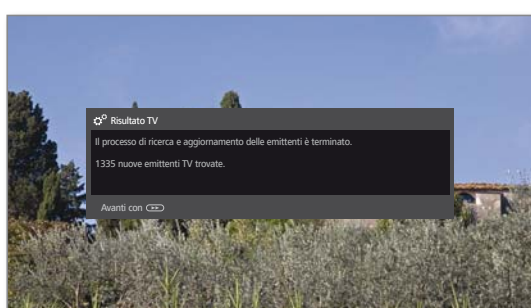 Risultato TV
Il processo di ricerca e aggiornamento delle emittenti è terminato.
1335 nuove emittenti TV trovate.
Avanti con